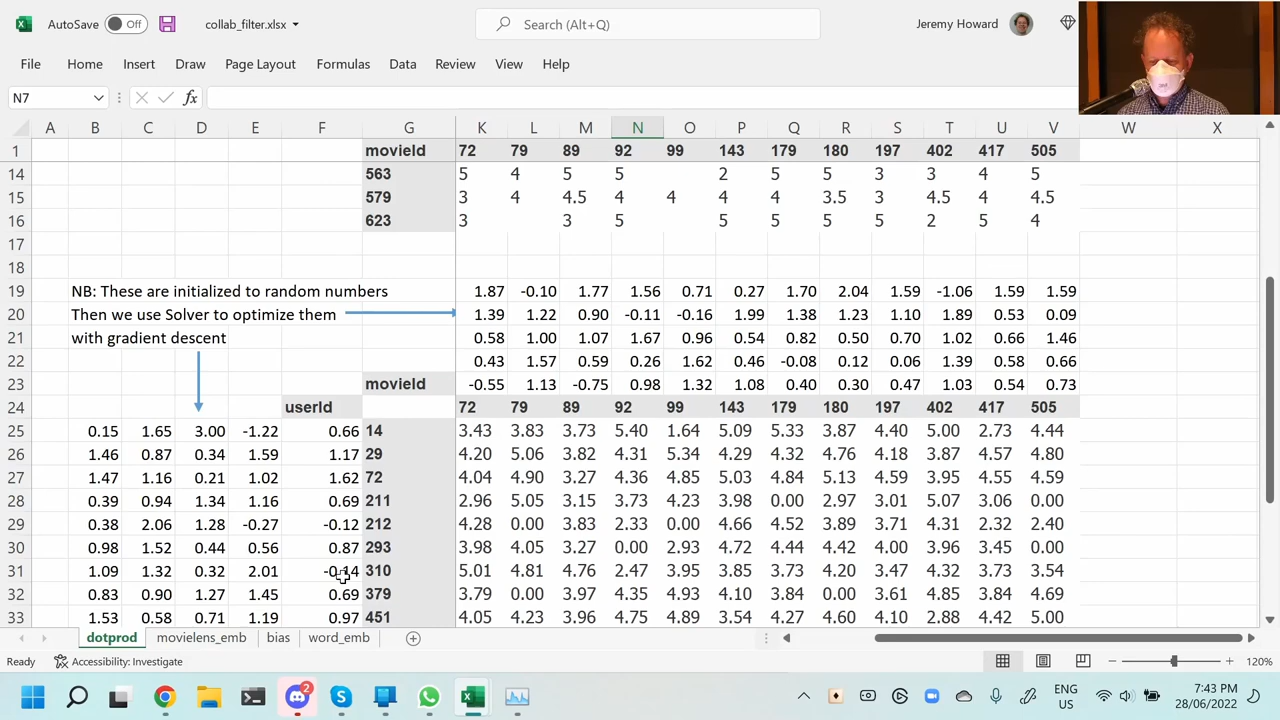 AutoSave Off collab_filter.xlsx Search (Alt+Q) Jeremy Howard
File Home Insert Draw Page Layout Formulas Data Review View Help
N7 fx
A B C D E F G K L M N O P Q R S T U V W X
1 movieId 72 79 89 92 99 143 179 180 197 402 417 505
14 563 5 4 5 5 2 5 5 3 3 4 5
15 579 3 4 4.5 4 4 4 4 3.5 3 4.5 4 4.5
16 623 3 3 5 5 5 5 5 2 5 4
17
18
19 NB: These are initialized to random numbers 1.87 -0.10 1.77 1.56 0.71 0.27 1.70 2.04 1.59 -1.06 1.59 1.59
20 Then we use Solver to optimize them 1.39 1.22 0.90 -0.11 -0.16 1.99 1.38 1.23 1.10 1.89 0.53 0.09
21 with gradient descent 0.58 1.00 1.07 1.67 0.96 0.54 0.82 0.50 0.70 1.02 0.66 1.46
22 0.43 1.57 0.59 0.26 1.62 0.46 -0.08 0.12 0.06 1.39 0.58 0.66
23 movieId -0.55 1.13 -0.75 0.98 1.32 1.08 0.40 0.30 0.47 1.03 0.54 0.73
24 userId 72 79 89 92 99 143 179 180 197 402 417 505
25 0.15 1.65 3.00 -1.22 0.66 14 3.43 3.83 3.73 5.40 1.64 5.09 5.33 3.87 4.40 5.00 2.73 4.44
26 1.46 0.87 0.34 1.59 1.17 29 4.20 5.06 3.82 4.31 5.34 4.29 4.32 4.76 4.18 3.87 4.57 4.80
27 1.47 1.16 0.21 1.02 1.62 72 4.04 4.90 3.27 4.36 4.85 5.03 4.81 5.13 4.59 3.95 4.55 4.59
28 0.39 0.94 1.34 1.16 0.69 211 2.96 5.05 3.15 3.73 4.23 3.98 0.00 2.97 3.01 5.07 3.06 0.00
29 0.38 2.06 1.28 -0.27 -0.12 212 4.28 0.00 3.83 2.33 0.00 4.66 4.52 3.89 3.71 4.31 2.32 2.40
30 0.98 1.52 0.44 0.56 0.87 293 3.98 4.05 3.27 0.00 2.93 4.72 4.44 4.42 4.00 3.96 3.45 0.00
31 1.09 1.32 0.32 2.01 -0.14 310 5.01 4.81 4.76 2.47 3.95 3.85 3.73 4.20 3.47 4.32 3.73 3.54
32 0.83 0.90 1.27 1.45 0.69 379 3.79 0.00 3.97 4.35 4.93 4.10 3.84 0.00 3.61 4.85 3.84 4.69
33 1.53 0.58 0.71 1.19 0.97 451 4.05 4.23 4.00 4.75 4.89 3.54 4.27 4.60 4.10 2.88 4.42 5.00
dotprod movielens_emb bias word_emb
Ready Accessibility: Investigate 120%
2 ENG US 7:43 PM 28/06/2022